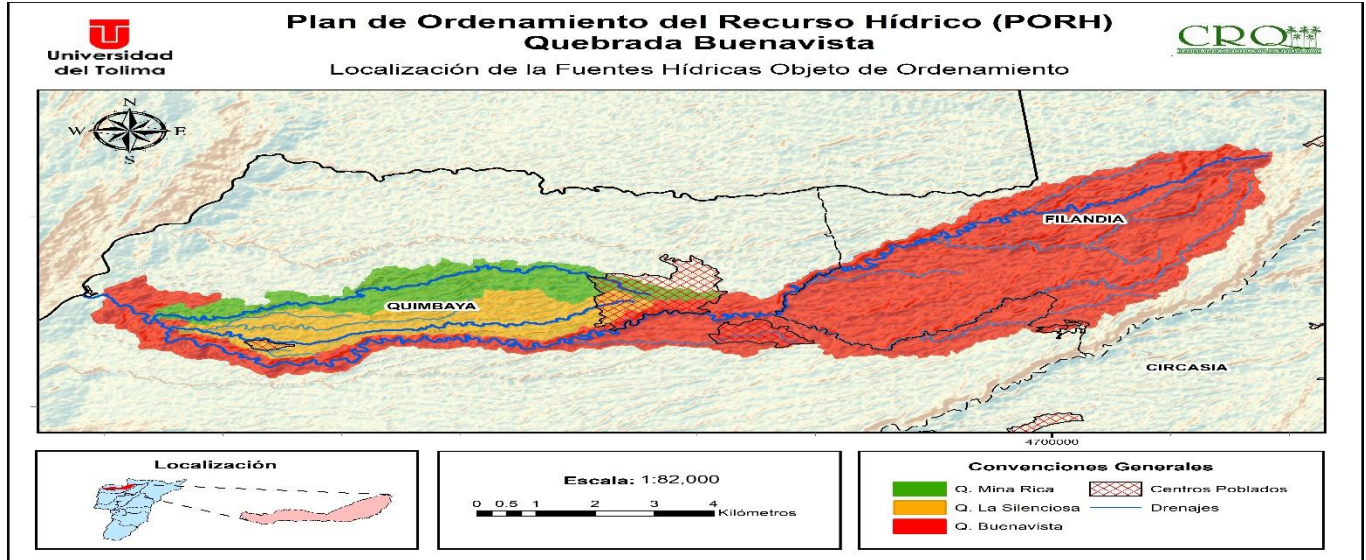 Plan de Ordenamiento del Recurso Hídrico (PORH)
Quebrada Buenavista
Localización de la Fuentes Hídricas Objeto de Ordenamiento
Universidad
del Tolima
CRQ
N
W
E
S
FILANDIA
QUIMBAYA
CIRCASIA
4700000
Localización
Escala: 1:82,000
0 0.5 1 2 3 4
Kilómetros
Convenciones Generales
Q. Mina Rica
Centros Poblados
Q. La Silenciosa
Drenajes
Q. Buenavista